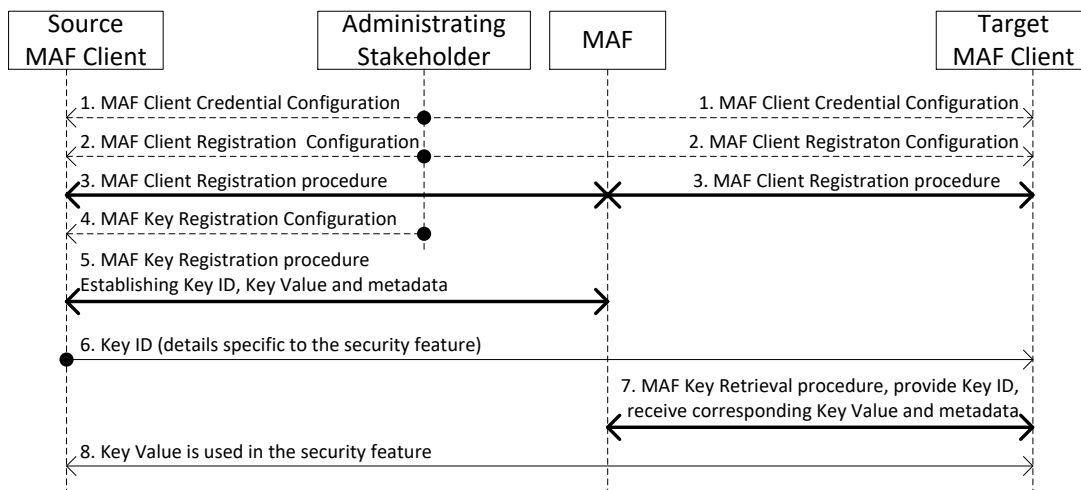 Source
MAF Client
Administrating
Stakeholder
MAF
Target
MAF Client
1. MAF Client Credential Configuration
1. MAF Client Credential Configuration
2. MAF Client Registration  Configuration
2. MAF Client Registraton Configuration
3. MAF Client Registration procedure
3. MAF Client Registration procedure
4. MAF Key Registration Configuration
5. MAF Key Registration procedure
Establishing Key ID, Key Value and metadata
6. Key ID (details specific to the security feature)
7. MAF Key Retrieval procedure, provide Key ID,
receive corresponding Key Value and metadata
8. Key Value is used in the security feature